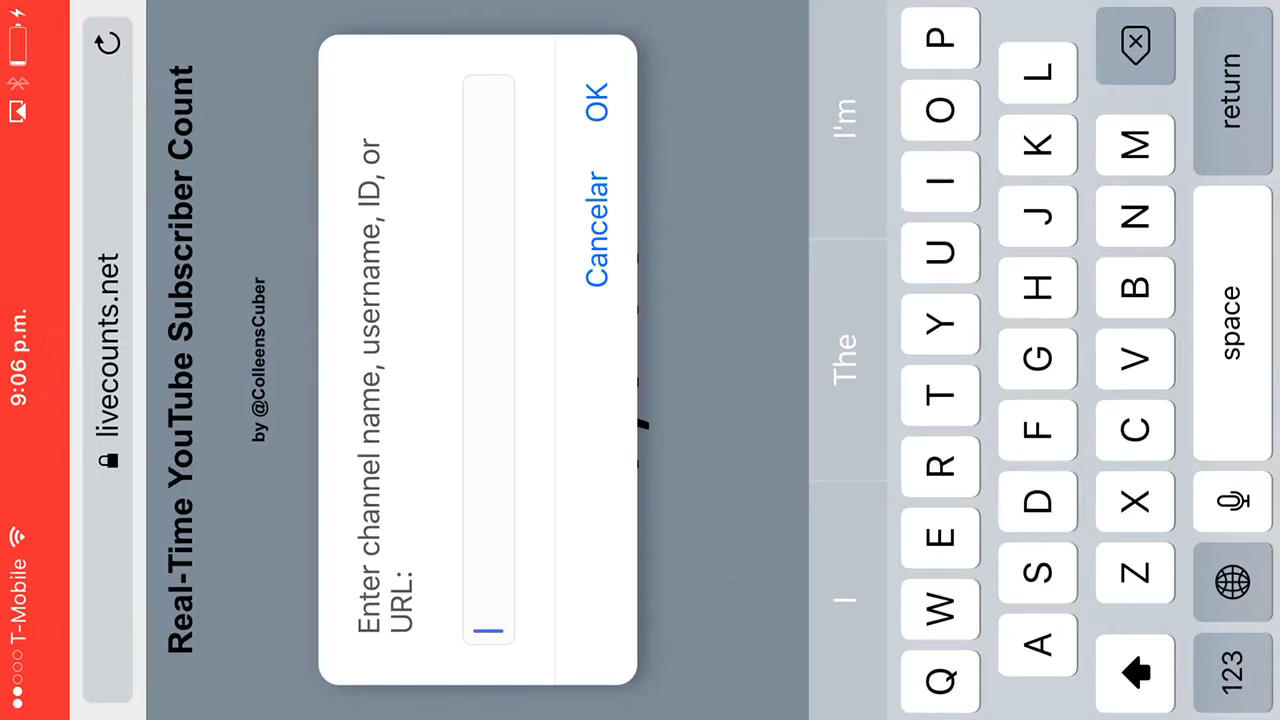 T-Mobile 9:06 p.m.
livecounts.net
Real-Time YouTube Subscriber Count
by @ColleensCuber
Enter channel name, username, ID, or
URL:
Cancelar OK
I The I'm
Q W E R T Y U I O P
A S D F G H J K L
Z X C V B N M
123 space return